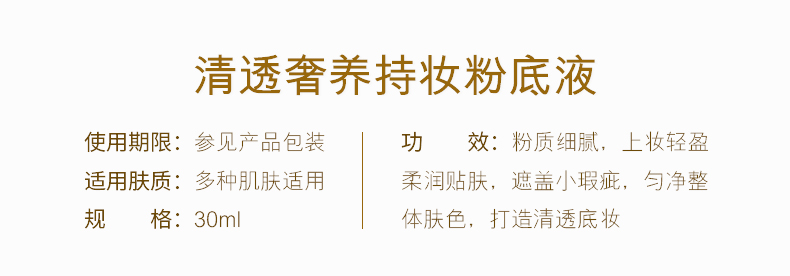 清透奢养持妆粉底液
使用期限：参见产品包装
适用肤质：多种肌肤适用
规　　格：30ml
功　　效：粉质细腻，上妆轻盈
柔润贴肤，遮盖小瑕疵，匀净整
体肤色，打造清透底妆